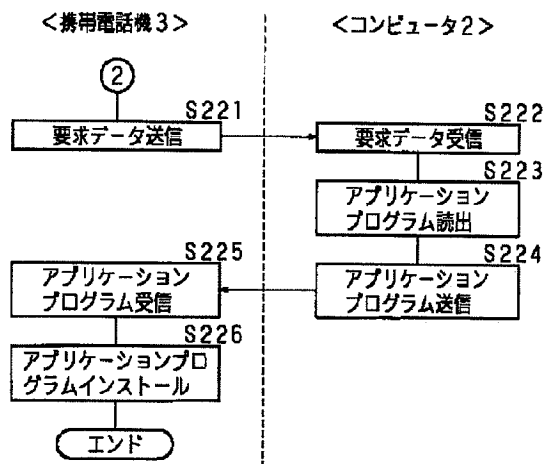 <携帯電話機3>
<コンピュータ2>
2
S221
要求データ送信
S222
要求データ受信
S223
アプリケーション
プログラム読出
S224
アプリケーション
プログラム送信
S225
アプリケーション
プログラム受信
S226
アプリケーションプロ
グラムインストール
エンド